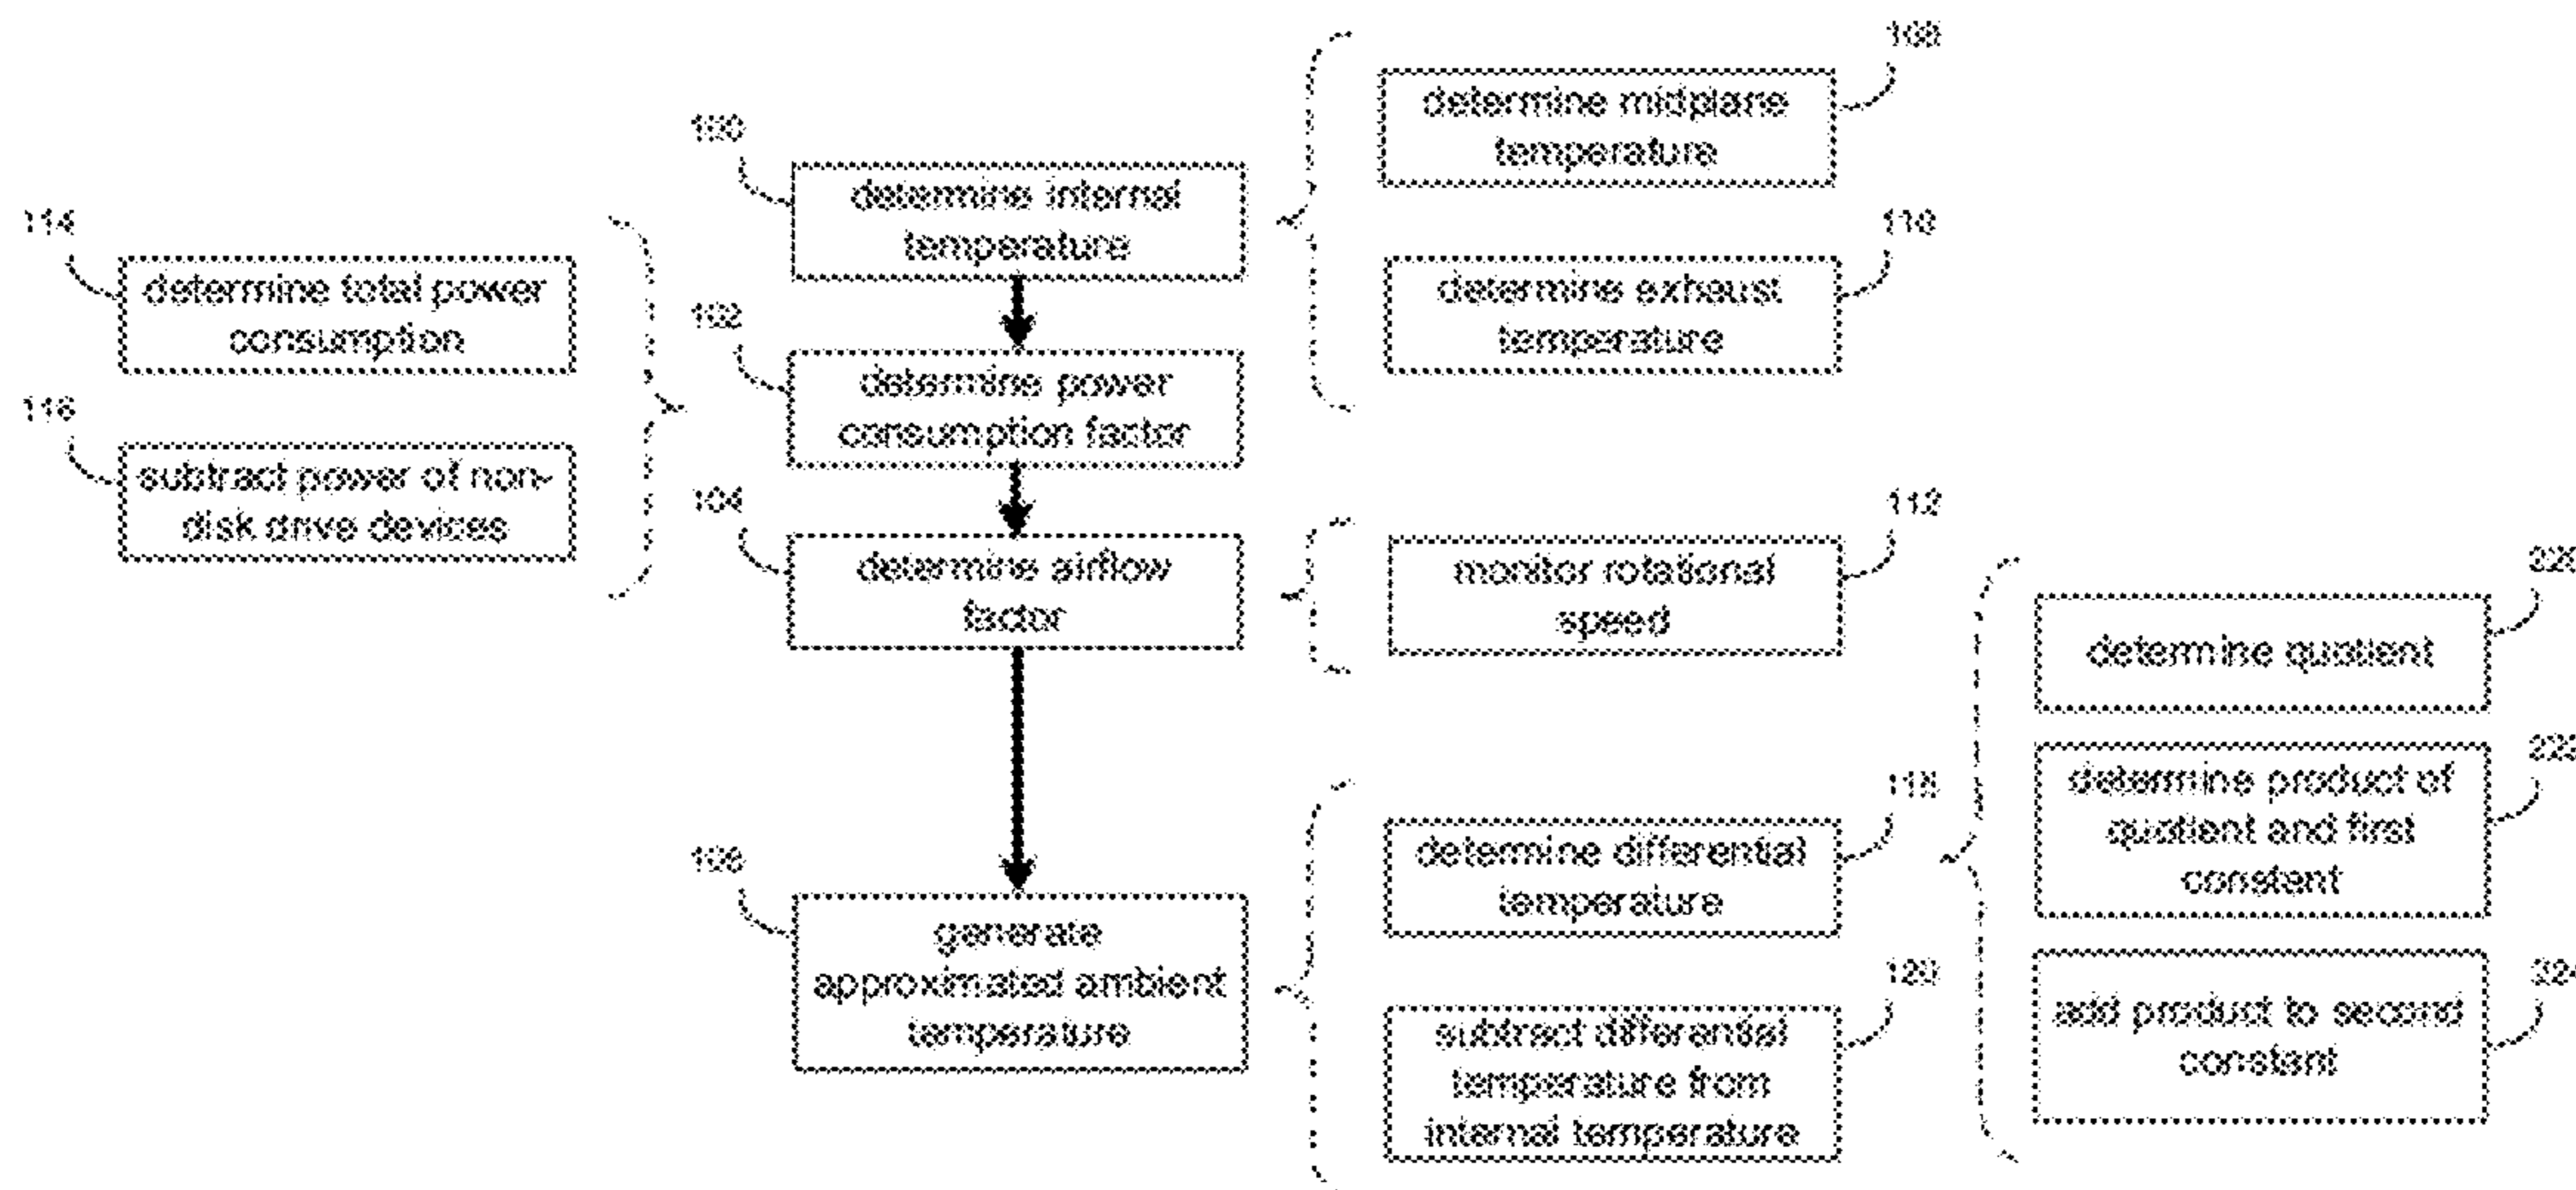 108
determine midplane
temperature
100
determine internal
temperature
114
determine total power
consumption
110
determine exhaust
temperature
102
determine power
consumption factor
116
subtract power of non-
disk drive devices
104
determine airflow
factor
112
monitor rotational
speed
220
determine quotient
222
determine product of
quotient and first
constant
118
determine differential
temperature
106
generate
approximated ambient
temperature
120
subtract differential
temperature from
internal temperature
224
add product to second
constant